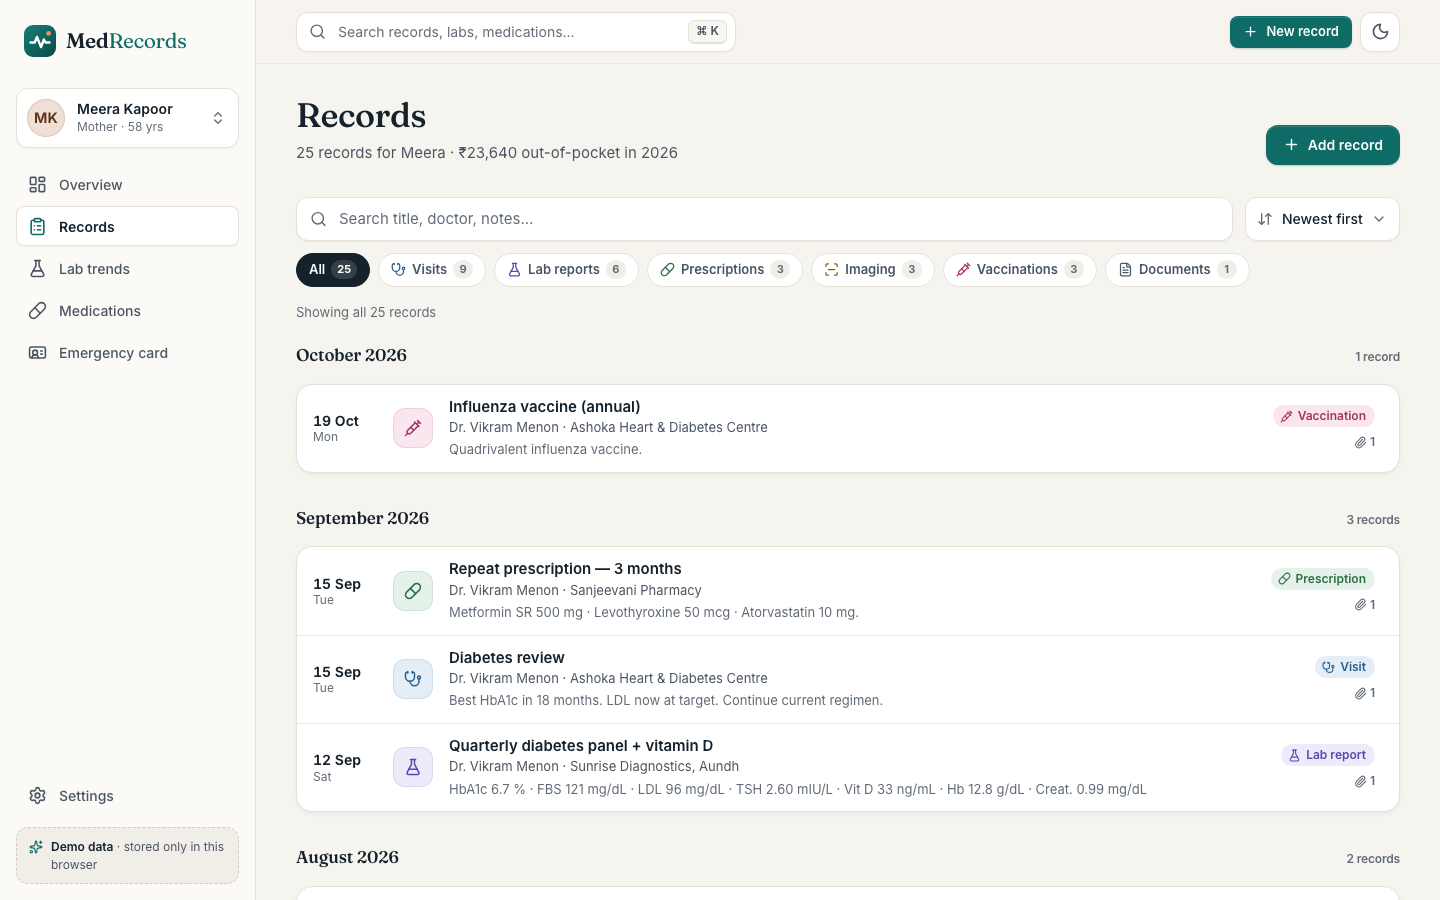 MedRecords
MK
Meera Kapoor
Mother · 58 yrs
Overview
Records
Lab trends
Medications
Emergency card
Settings
Demo data · stored only in this
browser
Search records, labs, medications...
⌘ K
New record
Records
25 records for Meera · ₹23,640 out-of-pocket in 2026
Add record
Search title, doctor, notes...
Newest first
All 25
Visits 9
Lab reports 6
Prescriptions 3
Imaging 3
Vaccinations 3
Documents 1
Showing all 25 records
October 2026
1 record
19 Oct
Mon
Influenza vaccine (annual)
Dr. Vikram Menon · Ashoka Heart & Diabetes Centre
Quadrivalent influenza vaccine.
Vaccination
1
September 2026
3 records
15 Sep
Tue
Repeat prescription — 3 months
Dr. Vikram Menon · Sanjeevani Pharmacy
Metformin SR 500 mg · Levothyroxine 50 mcg · Atorvastatin 10 mg.
Prescription
1
15 Sep
Tue
Diabetes review
Dr. Vikram Menon · Ashoka Heart & Diabetes Centre
Best HbA1c in 18 months. LDL now at target. Continue current regimen.
Visit
1
12 Sep
Sat
Quarterly diabetes panel + vitamin D
Dr. Vikram Menon · Sunrise Diagnostics, Aundh
HbA1c 6.7 % · FBS 121 mg/dL · LDL 96 mg/dL · TSH 2.60 mIU/L · Vit D 33 ng/mL · Hb 12.8 g/dL · Creat. 0.99 mg/dL
Lab report
1
August 2026
2 records